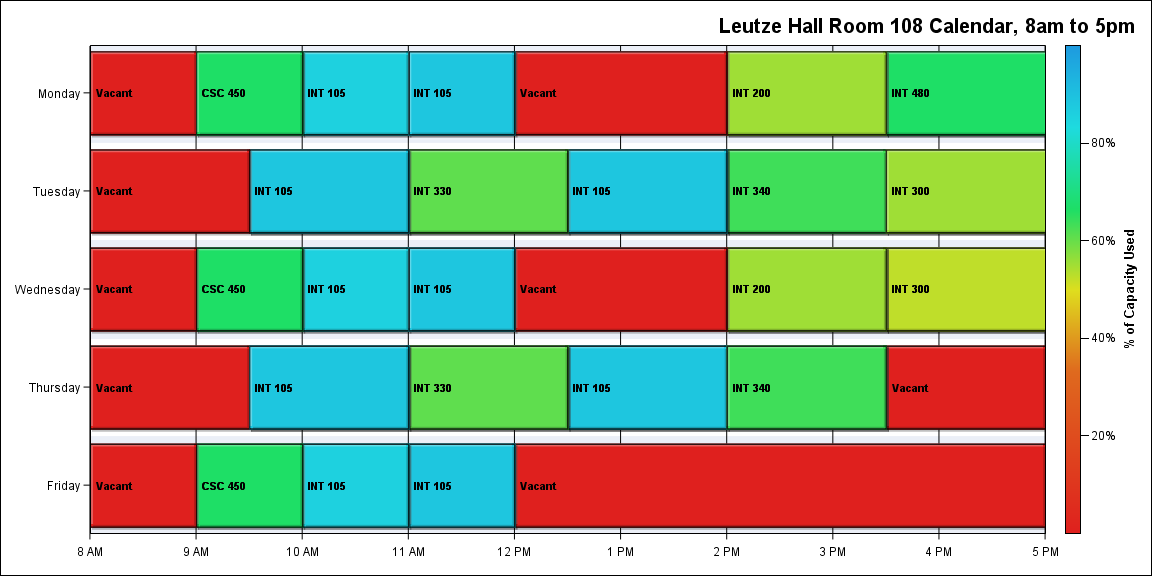 Leutze Hall Room 108 Calendar, 8am to 5pm
Monday
Vacant
CSC 450
INT 105
INT 105
Vacant
INT 200
INT 480
Tuesday
Vacant
INT 105
INT 330
INT 105
INT 340
INT 300
Wednesday
Vacant
CSC 450
INT 105
INT 105
Vacant
INT 200
INT 300
Thursday
Vacant
INT 105
INT 330
INT 105
INT 340
Vacant
Friday
Vacant
CSC 450
INT 105
INT 105
Vacant
8 AM
9 AM
10 AM
11 AM
12 PM
1 PM
2 PM
3 PM
4 PM
5 PM
80%
60%
40%
20%
% of Capacity Used